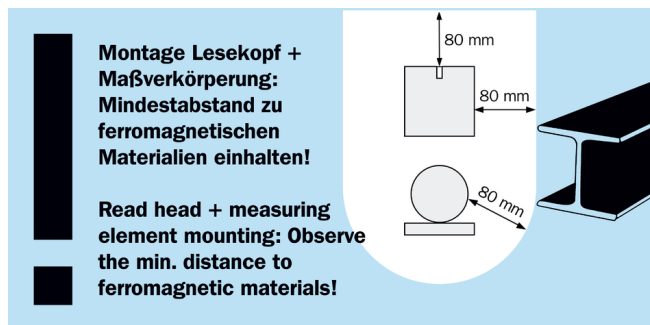 Montage Lesekopf +
Maßverkörperung:
Mindestabstand zu
ferromagnetischen
Materialien einhalten!
Read head + measuring
element mounting: Observe
the min. distance to
ferromagnetic materials!
80 mm
80 mm
80 mm